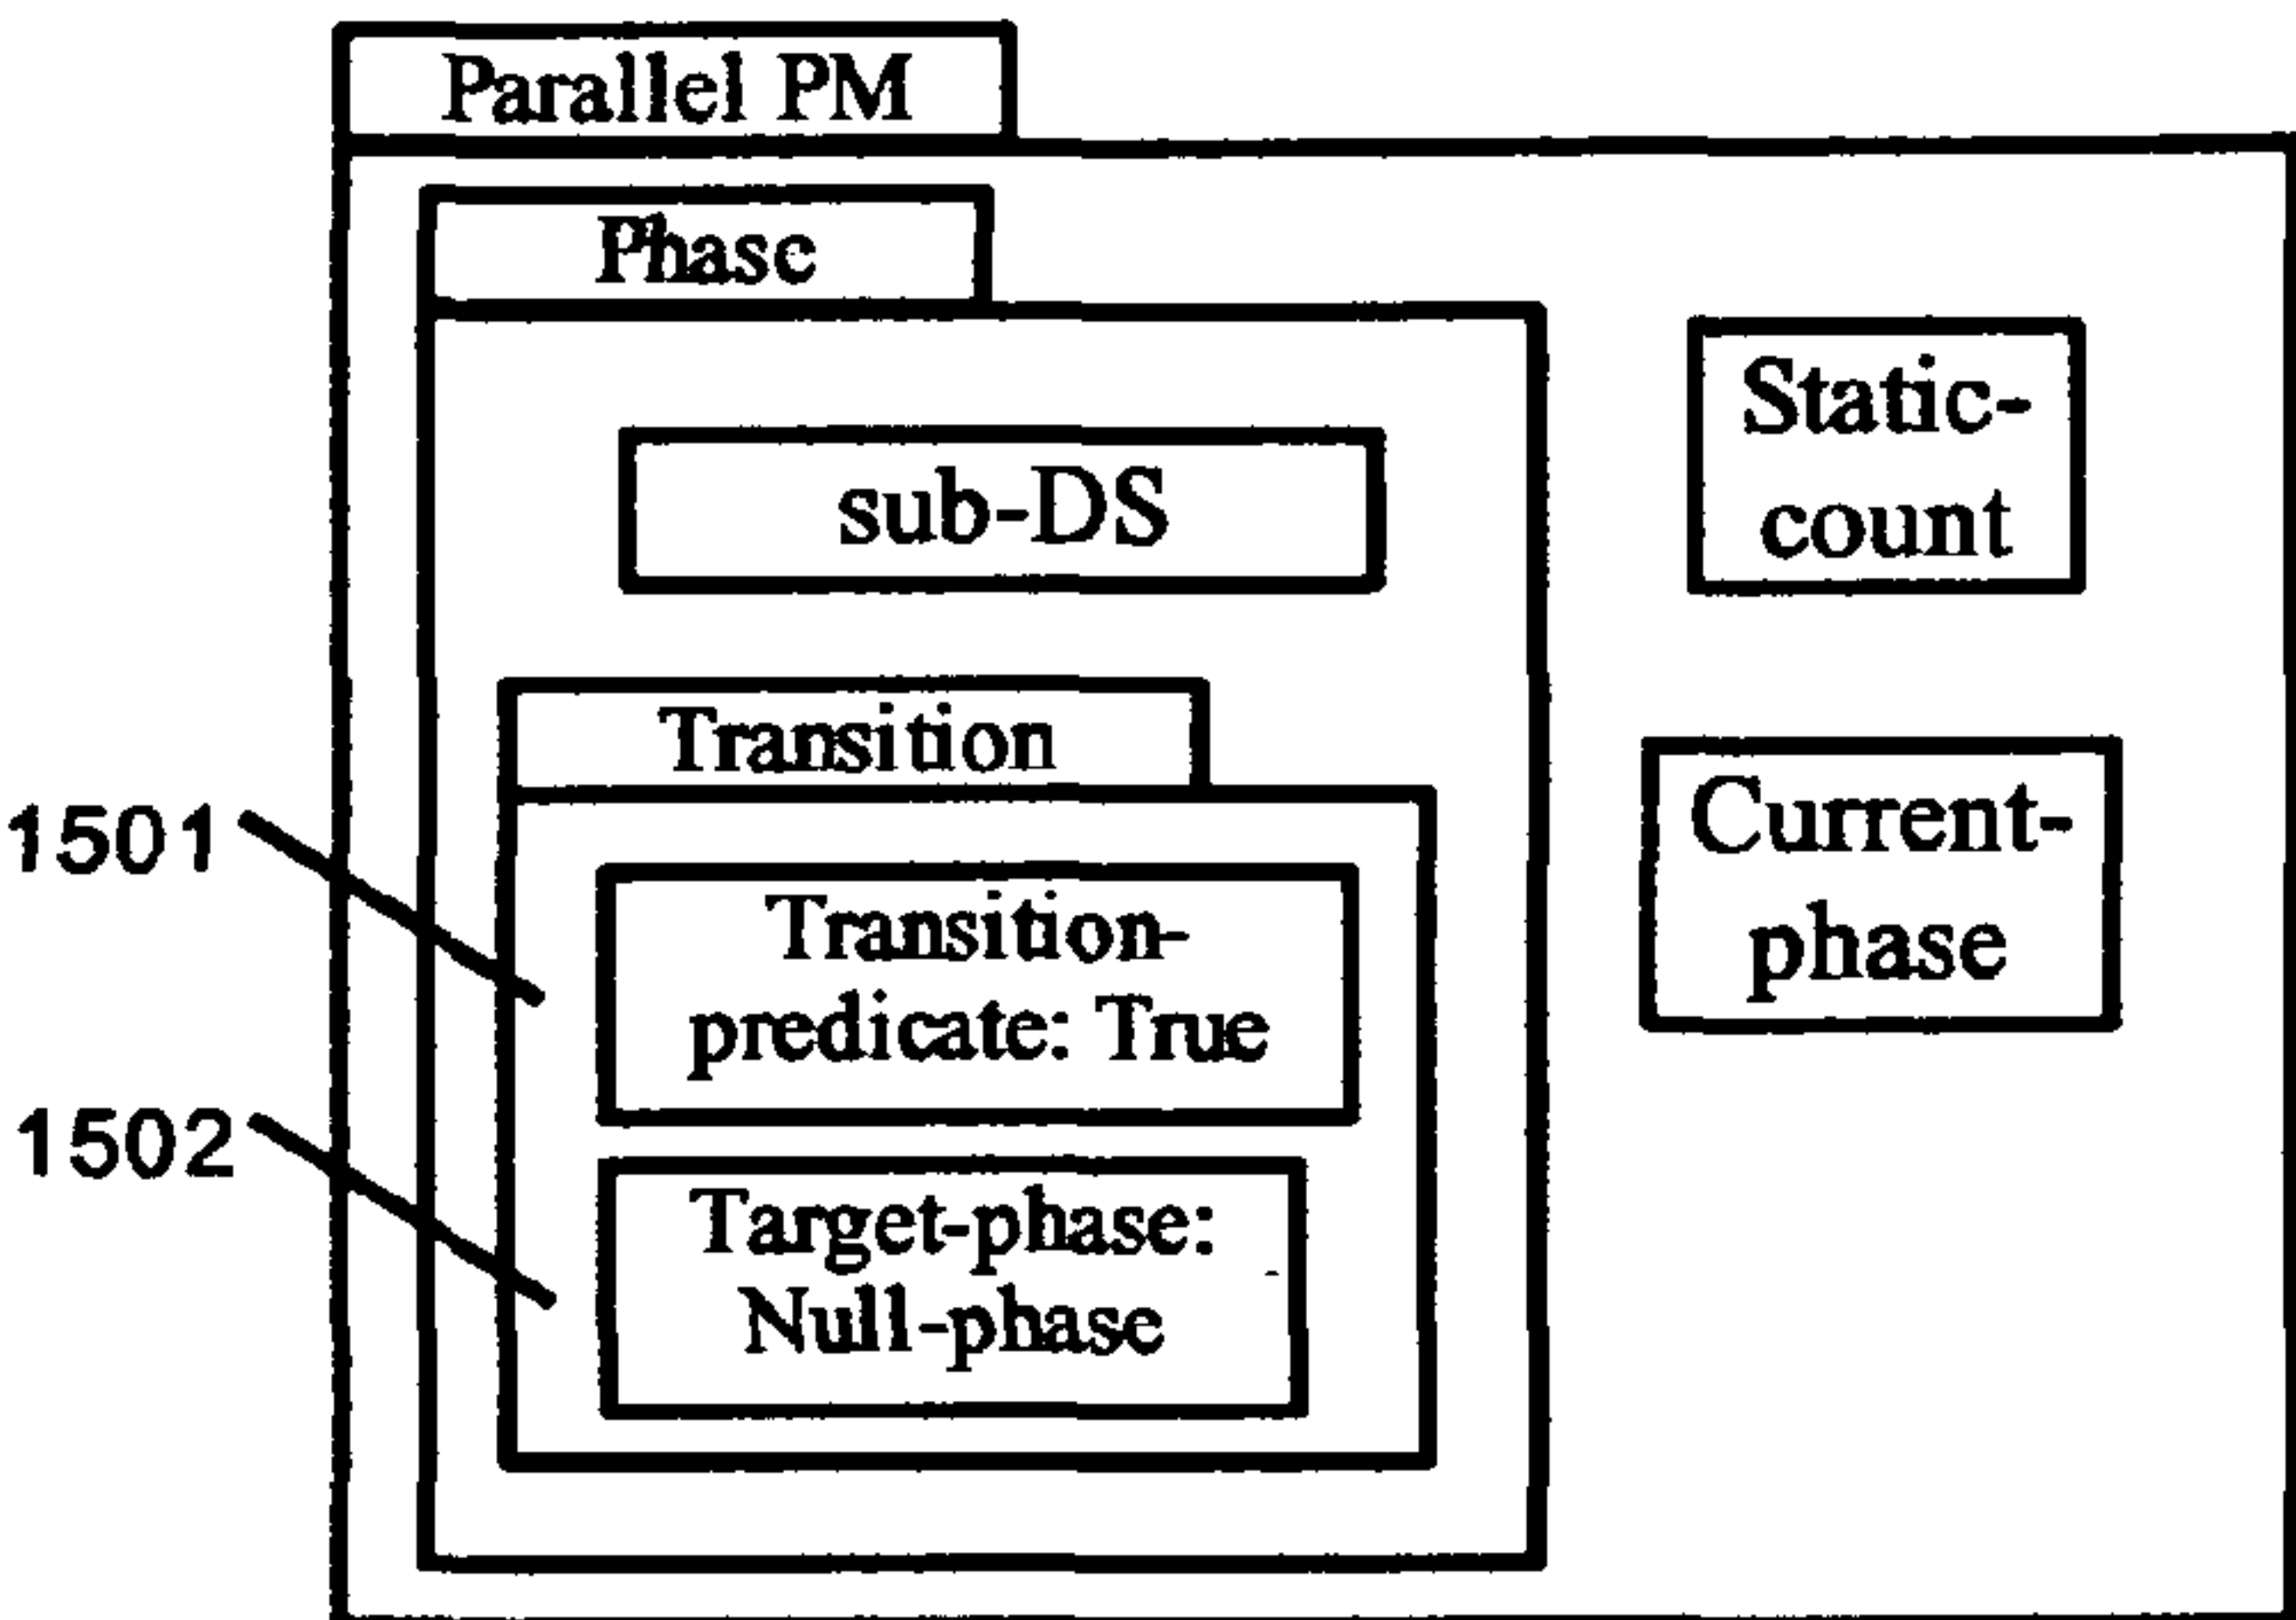 Parallel PM
Phase
Static-
count
sub-DS
Transition
Current-
phase
1501
Transition-
predicate: True
1502
Target-phase:
Null-phase